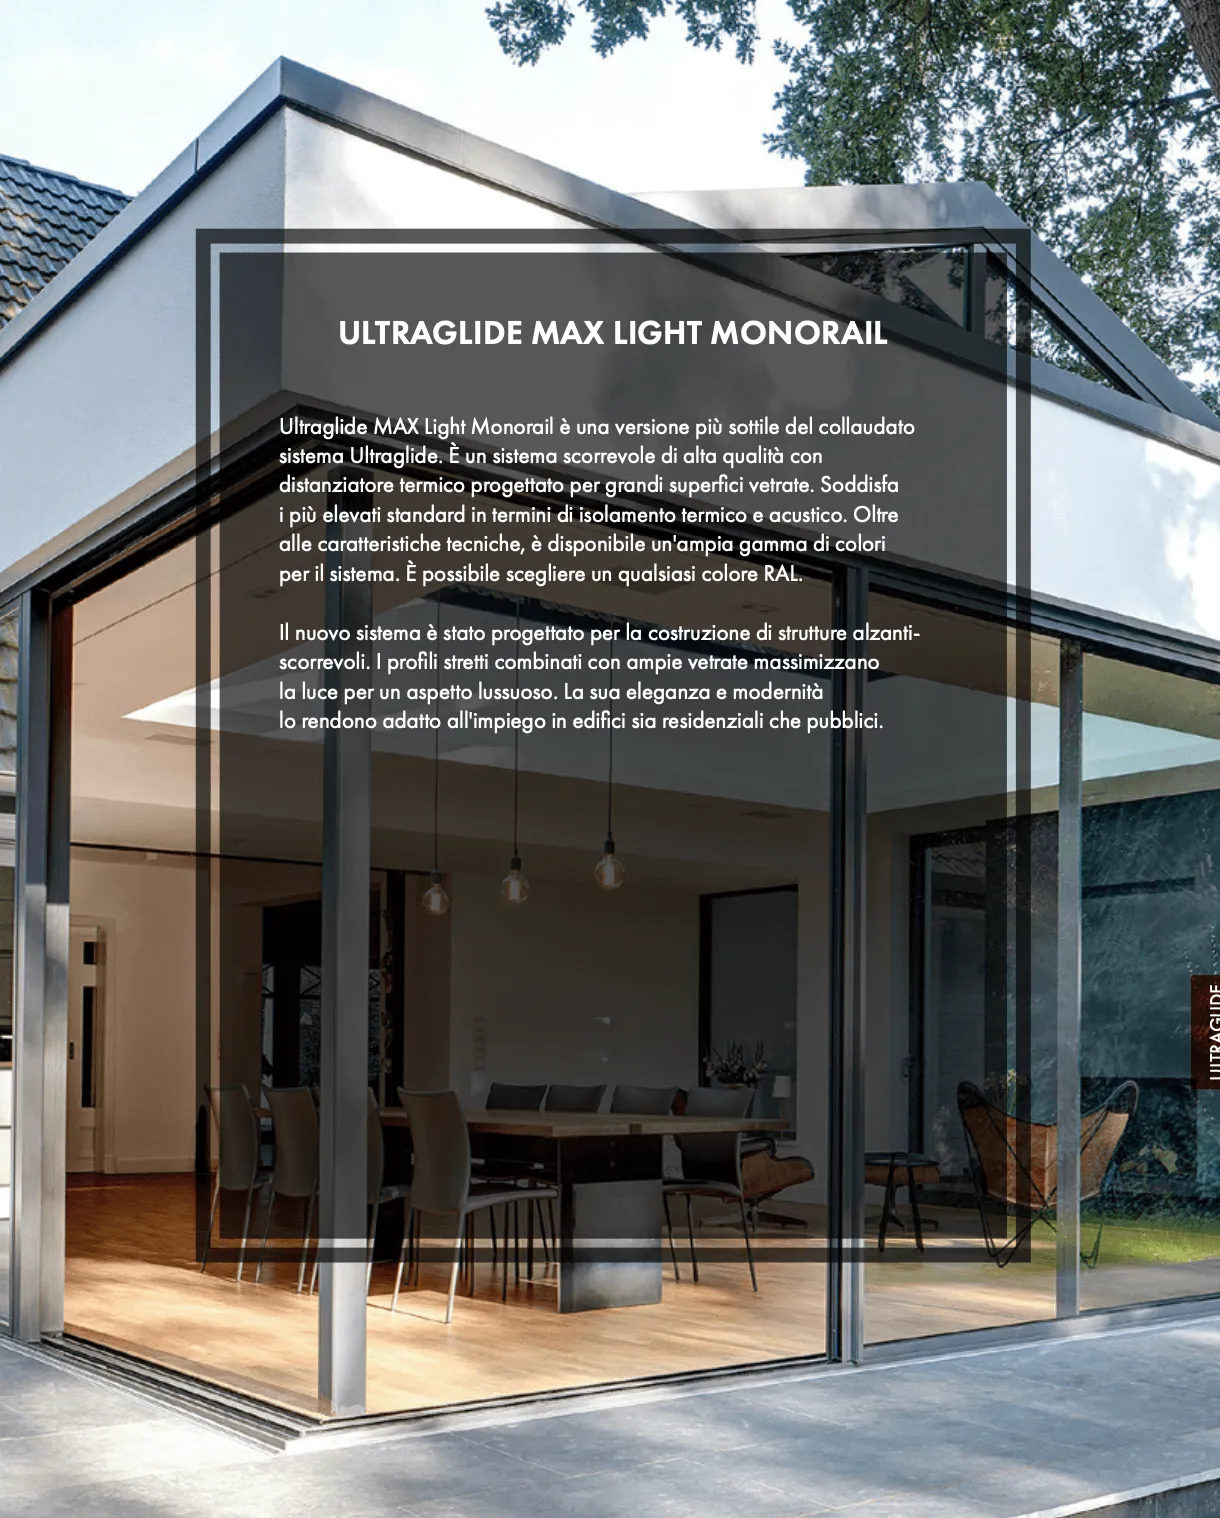 ULTRAGLIDE MAX LIGHT MONORAIL
Ultraglide MAX Light Monorail è una versione più sottile del collaudato
sistema Ultraglide. È un sistema scorrevole di alta qualità con
distanziatore termico progettato per grandi superfici vetrate. Soddisfa
i più elevati standard in termini di isolamento termico e acustico. Oltre
alle caratteristiche tecniche, è disponibile un'ampia gamma di colori
per il sistema. È possibile scegliere un qualsiasi colore RAL.
Il nuovo sistema è stato progettato per la costruzione di strutture alzanti-
scorrevoli. I profili stretti combinati con ampie vetrate massimizzano
la luce per un aspetto lussuoso. La sua eleganza e modernità
lo rendono adatto all'impiego in edifici sia residenziali che pubblici.
ULTRAGLIDE